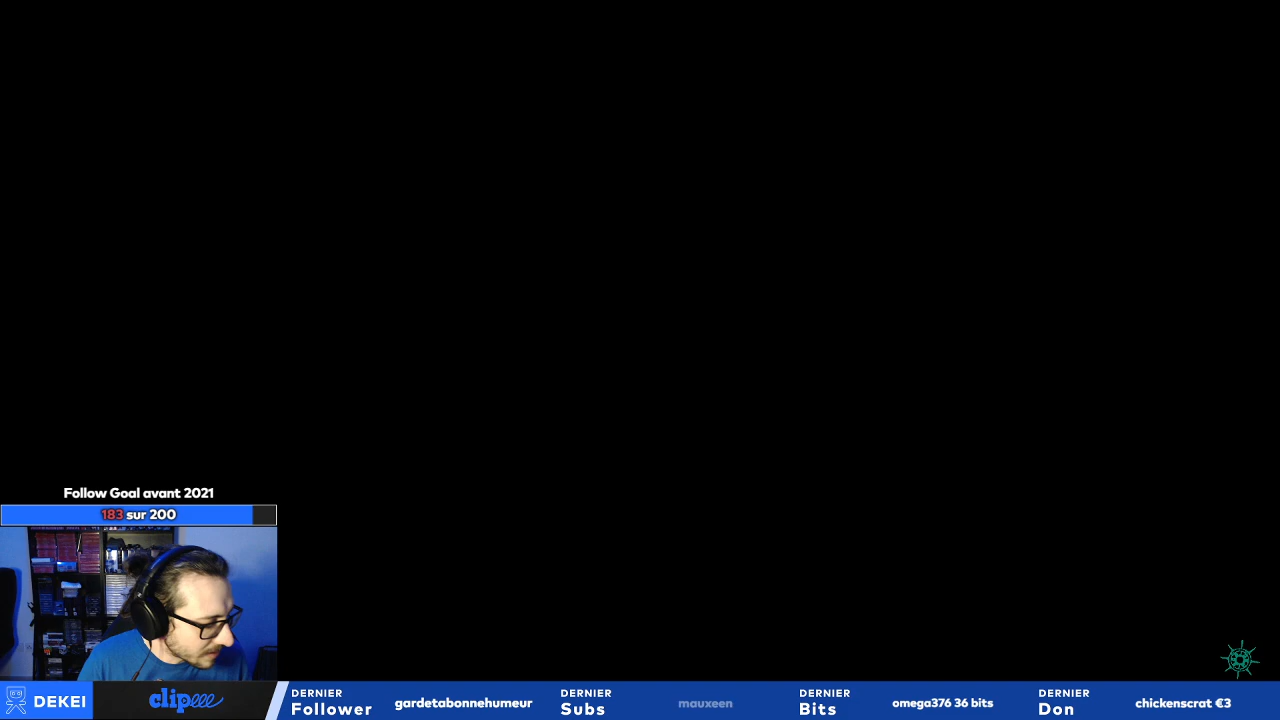 Follow Goal avant 2021
183 sur 200
DEKEI
clipeee
DERNIER
Follower
gardetabonnehumeur
DERNIER
Subs
mauxeen
DERNIER
Bits
omega376 36 bits
DERNIER
Don
chickenscrat €3